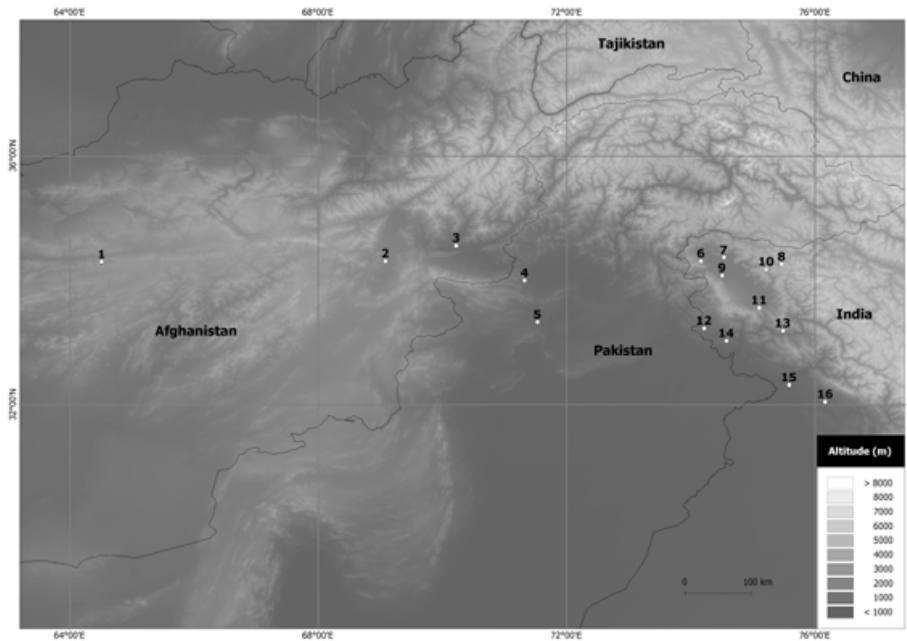 64°00'E 68°00'E 72°00'E 76°00'E
Tajikistan
China
36°00'N
3
1 2
7
6 10 8
9
4
11
5
India
12 13
Afghanistan
14
Pakistan
15
32°00'N
16
Altitude (m)
> 8000
8000
7000
6000
5000
4000
3000
2000
1000
< 1000
0 100 km
64°00'E 68°00'E 72°00'E 76°00'E